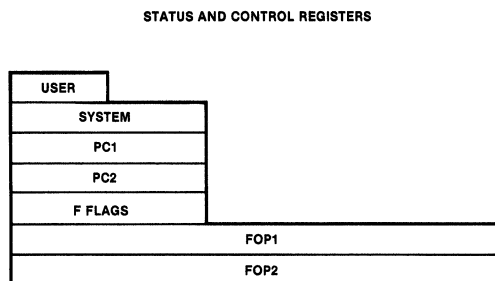 STATUS AND CONTROL REGISTERS
USER
SYSTEM
PC1
PC2
F FLAGS
FOP1
FOP2